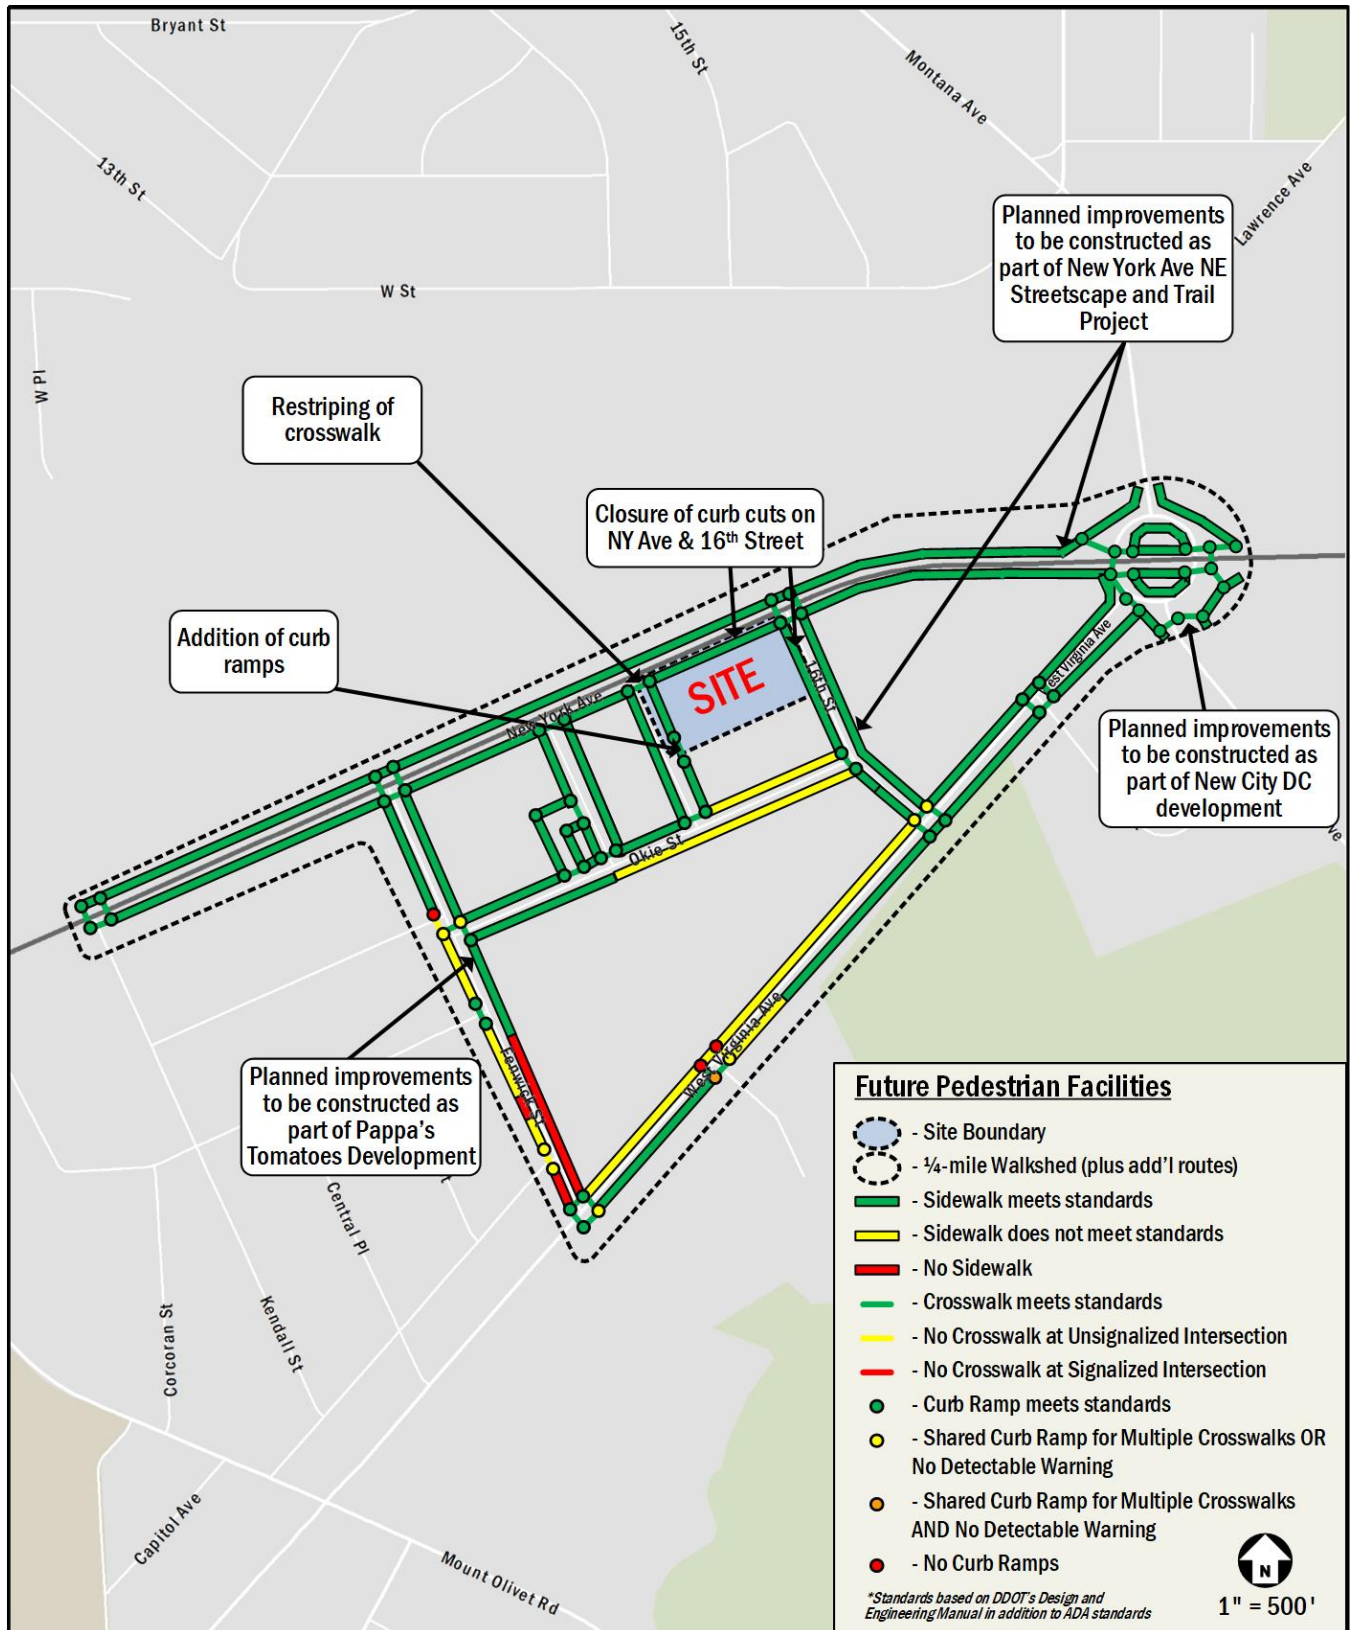 Bryant St
15th St
Montana Ave
13th St
Lawrence Ave
Planned improvements
to be constructed as
part of New York Ave NE
Streetscape and Trail
Project
W St
W Pl
Restriping of
crosswalk
Closure of curb cuts on
NY Ave & 16th Street
Addition of curb
ramps
SITE
16th St
New York Ave
est Virginia Ave
Planned improvements
to be constructed as
part of New City DC
development
ve
Okie St
West Virginia Ave
Fenwick St
Planned improvements
to be constructed as
part of Pappa's
Tomatoes Development
t
Central Pl
Kendall St
Corcoran St
Capitol Ave
Mount Olivet Rd
Future Pedestrian Facilities
- Site Boundary
- ¼-mile Walkshed (plus add'l routes)
- Sidewalk meets standards
- Sidewalk does not meet standards
- No Sidewalk
- Crosswalk meets standards
- No Crosswalk at Unsignalized Intersection
- No Crosswalk at Signalized Intersection
- Curb Ramp meets standards
- Shared Curb Ramp for Multiple Crosswalks OR
No Detectable Warning
- Shared Curb Ramp for Multiple Crosswalks
AND No Detectable Warning
- No Curb Ramps
*Standards based on DDOT's Design and
Engineering Manual in addition to ADA standards
N
1" = 500'